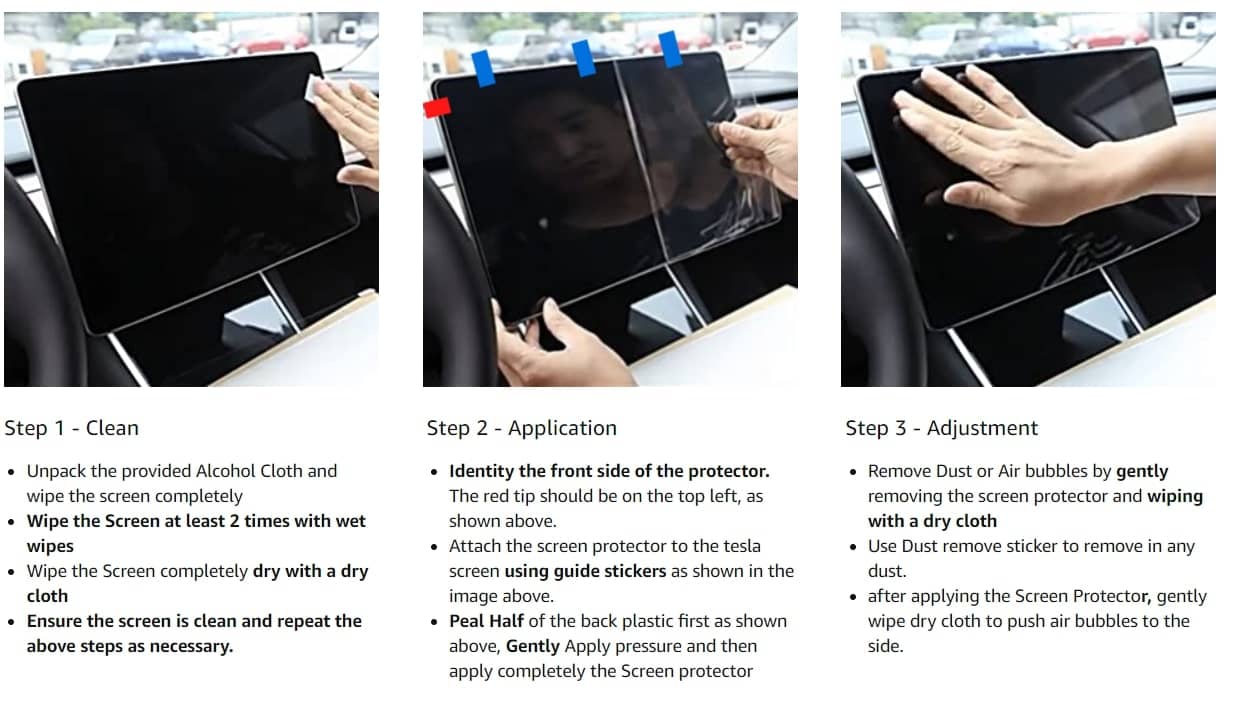 Step 1 - Clean
Unpack the provided Alcohol Cloth and
wipe the screen completely
Wipe the Screen at least 2 times with wet
wipes
Wipe the Screen completely dry with a dry
cloth
Ensure the screen is clean and repeat the
above steps as necessary.
Step 2 - Application
Identity the front side of the protector.
The red tip should be on the top left, as
shown above.
Attach the screen protector to the tesla
screen using guide stickers as shown in the
image above.
Peal Half of the back plastic first as shown
above, Gently Apply pressure and then
apply completely the Screen protector
Step 3 - Adjustment
Remove Dust or Air bubbles by gently
removing the screen protector and wiping
with a dry cloth
Use Dust remove sticker to remove in any
dust.
after applying the Screen Protector, gently
wipe dry cloth to push air bubbles to the
side.